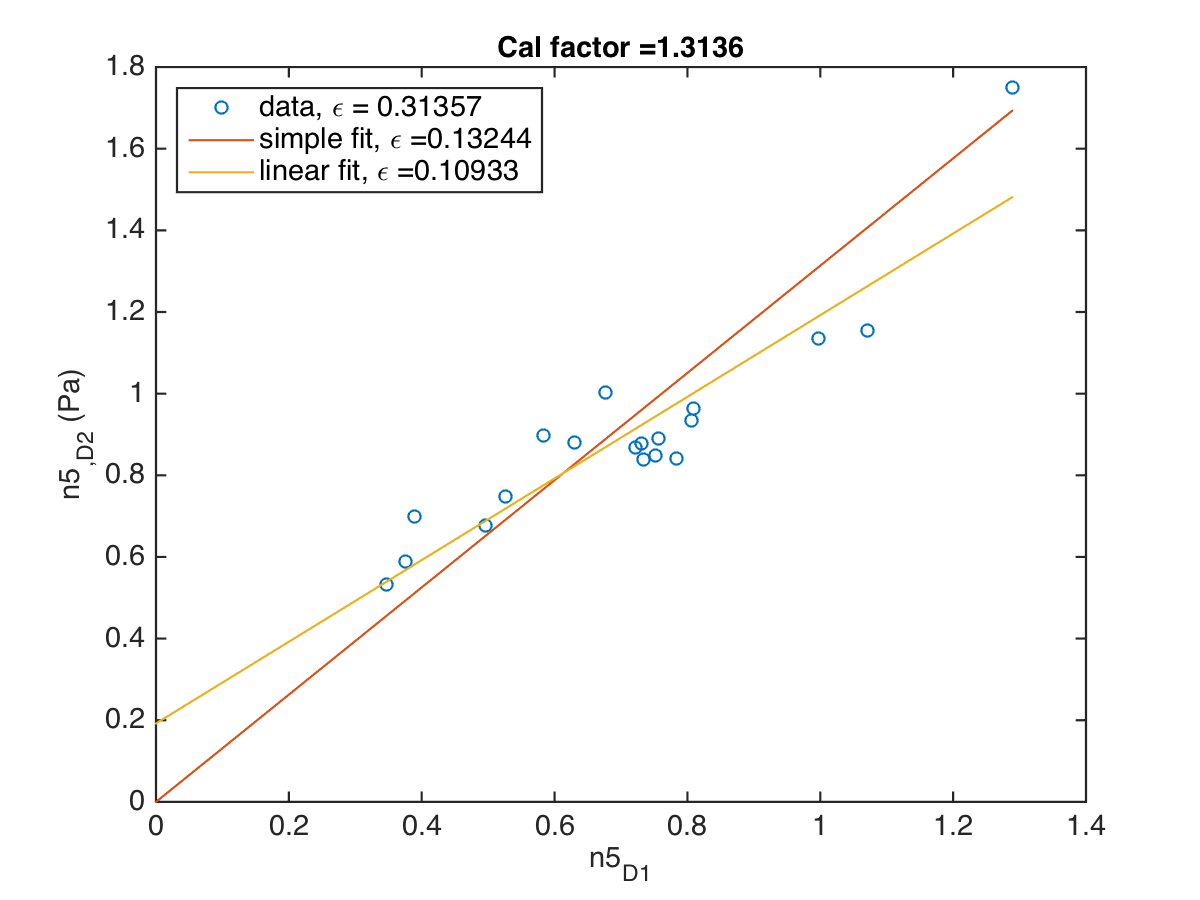 Cal factor =1.3136
data, ϵ = 0.31357
simple fit, ϵ =0.13244
linear fit, ϵ =0.10933
1.8
1.6
1.4
1.2
1
0.8
0.6
0.4
0.2
0
n5,D2 (Pa)
0 0.2 0.4 0.6 0.8 1 1.2 1.4
n5D1